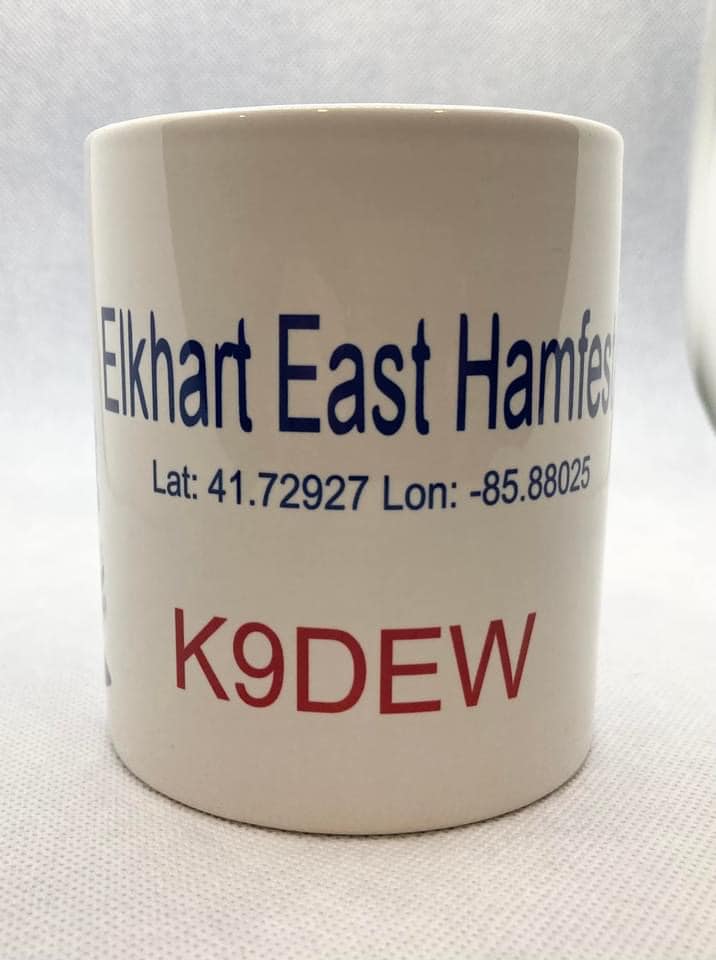 Elkhart East Hamfest
Lat: 41.72927 Lon: -85.88025
K9DEW